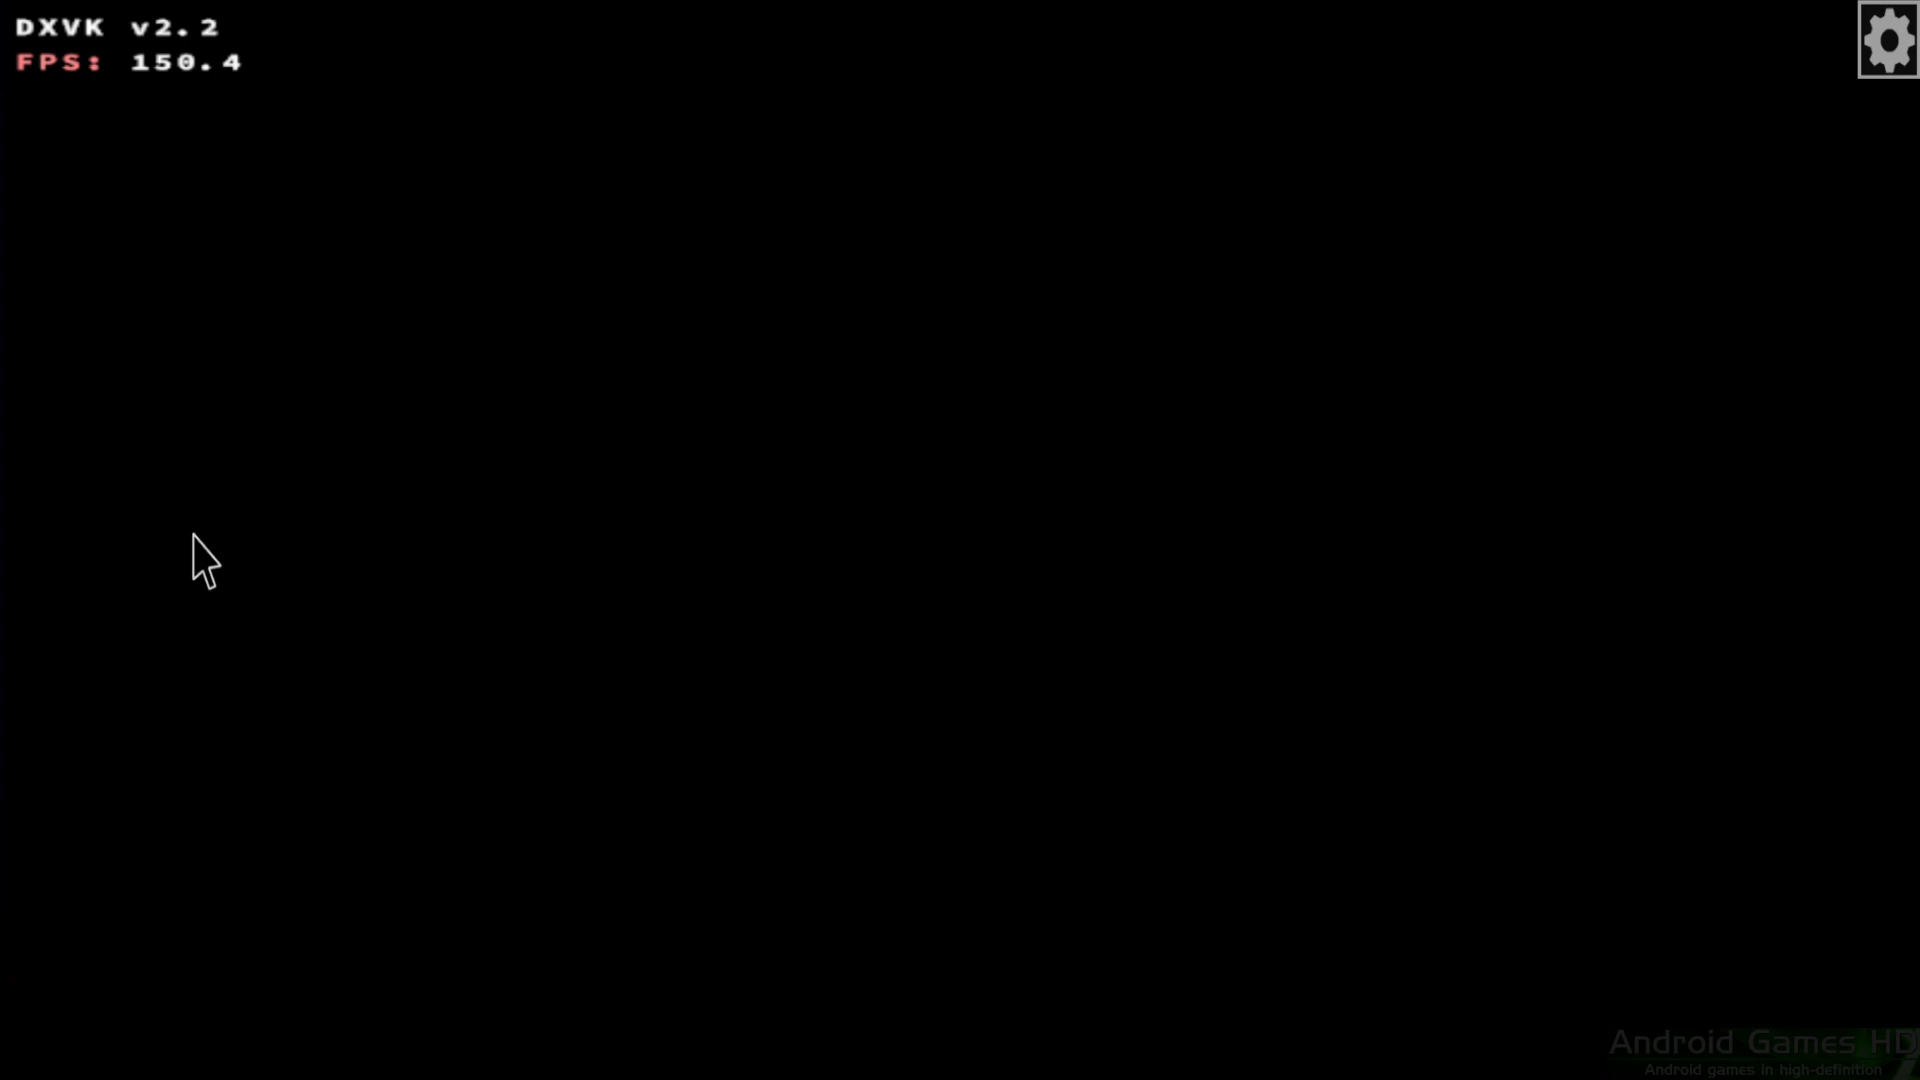 DXVK v2.2
FPS: 150.4
Android Games HD
Android games in high-definition